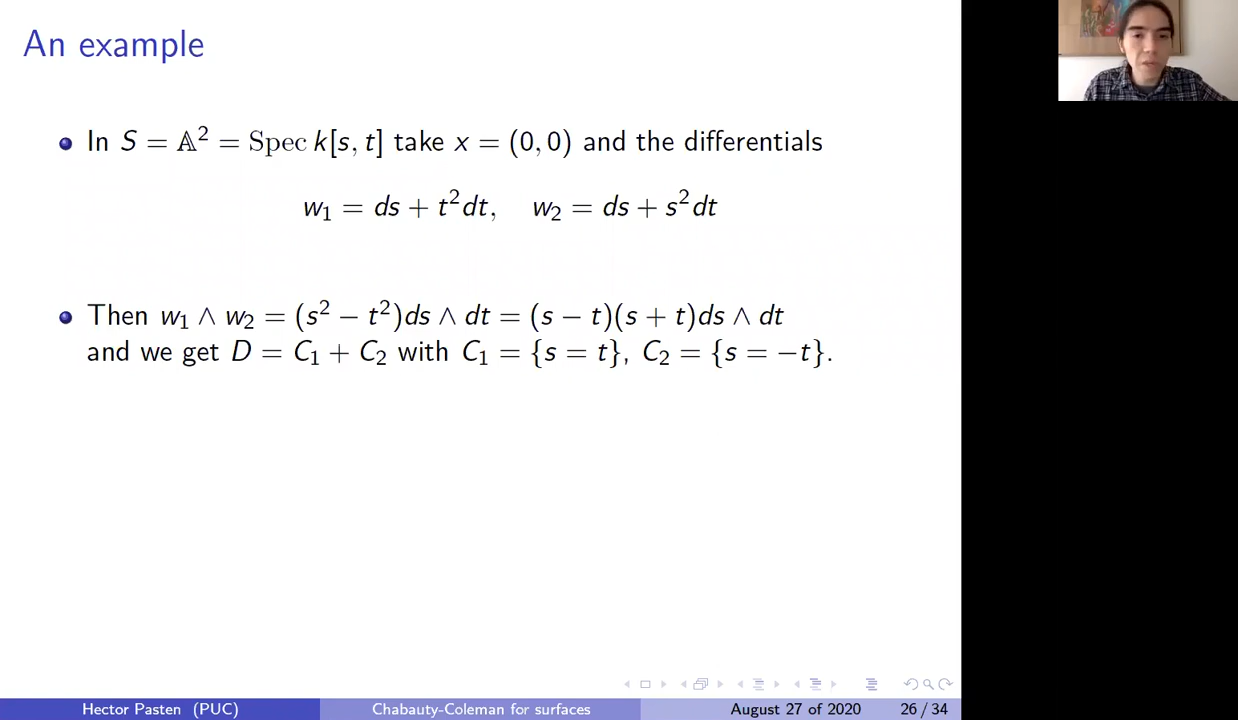 An example
In S = 𝔸² = Spec k[s, t] take x = (0, 0) and the differentials
w₁ = ds + t²dt, w₂ = ds + s²dt
Then w₁ ∧ w₂ = (s² − t²)ds ∧ dt = (s − t)(s + t)ds ∧ dt
and we get D = C₁ + C₂ with C₁ = {s = t}, C₂ = {s = −t}.
Hector Pasten (PUC) Chabauty-Coleman for surfaces August 27 of 2020 26 / 34